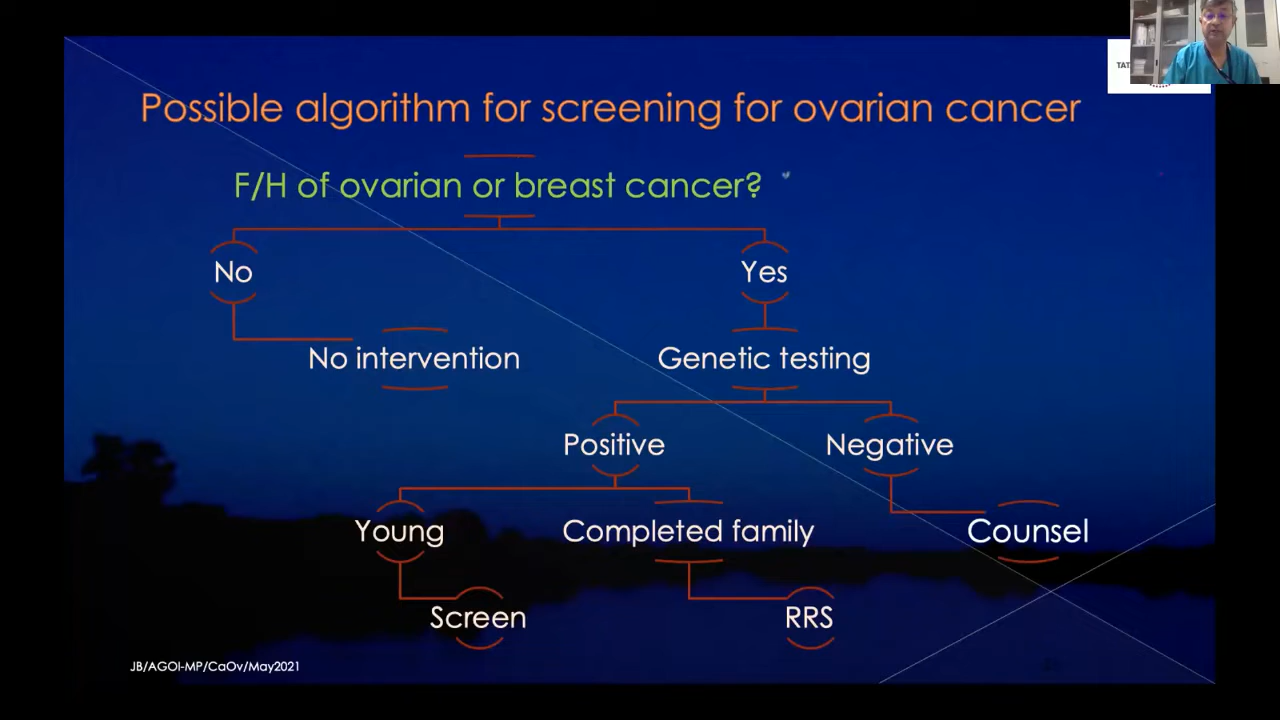 TAT
Possible algorithm for screening for ovarian cancer
F/H of ovarian or breast cancer?
No
Yes
No intervention
Genetic testing
Positive
Negative
Young
Completed family
Counsel
Screen
RRS
JB/AGOI-MP/CaOv/May2021